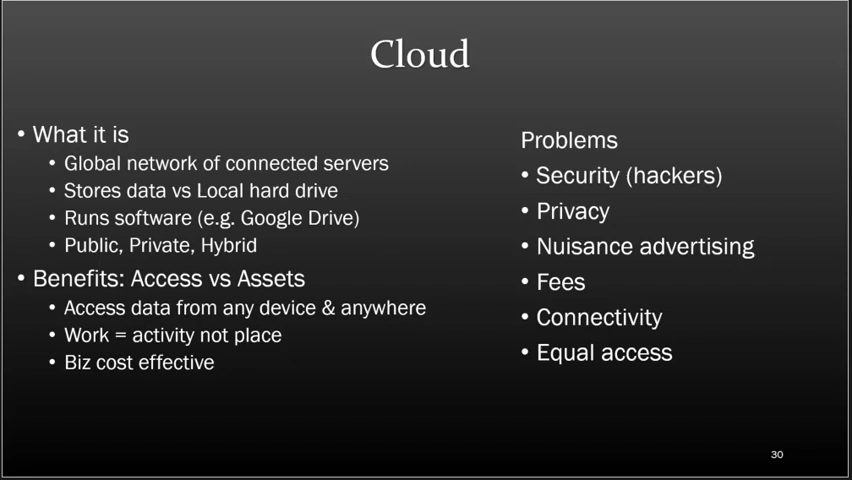 Cloud
• What it is
• Global network of connected servers
• Stores data vs Local hard drive
• Runs software (e.g. Google Drive)
• Public, Private, Hybrid
• Benefits: Access vs Assets
• Access data from any device & anywhere
• Work = activity not place
• Biz cost effective
Problems
• Security (hackers)
• Privacy
• Nuisance advertising
• Fees
• Connectivity
• Equal access
30